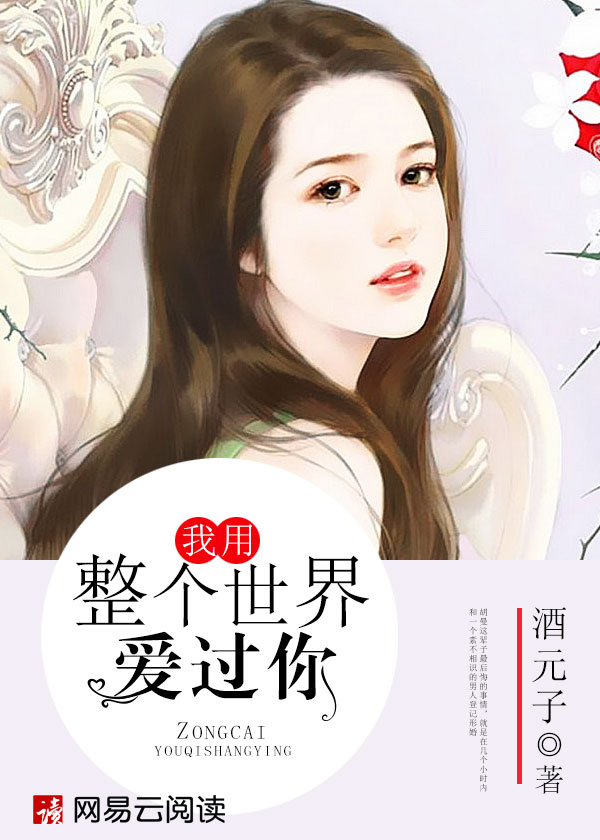 我用
整个世界
爱过你
ZONGCAI
YOUQISHANGYING
胡曼这辈子最后悔的事情，就是在几个小时内
和一个素不相识的男人登记形婚
酒元子◎著
读 网易云阅读